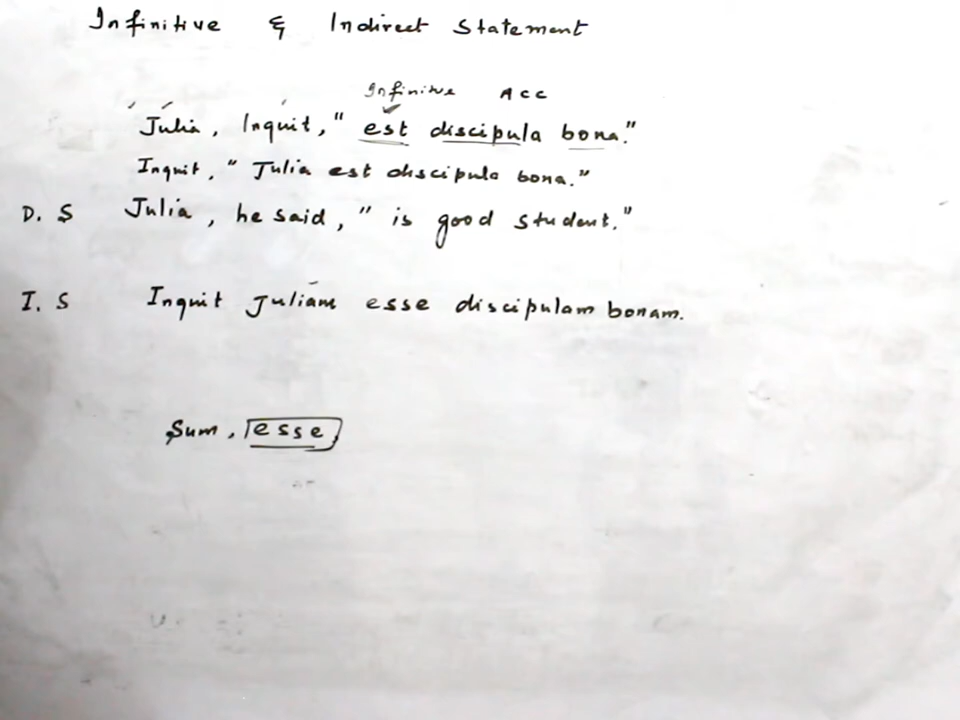 Infinitive & Indirect Statement
Infinitive ACC
Julia, Inquit, " est discipula bona."
Inquit, " Julia est discipula bona."
D. S Julia, he said, " is good student."
I. S Inquit Juliam esse discipulam bonam.
Sum, esse,